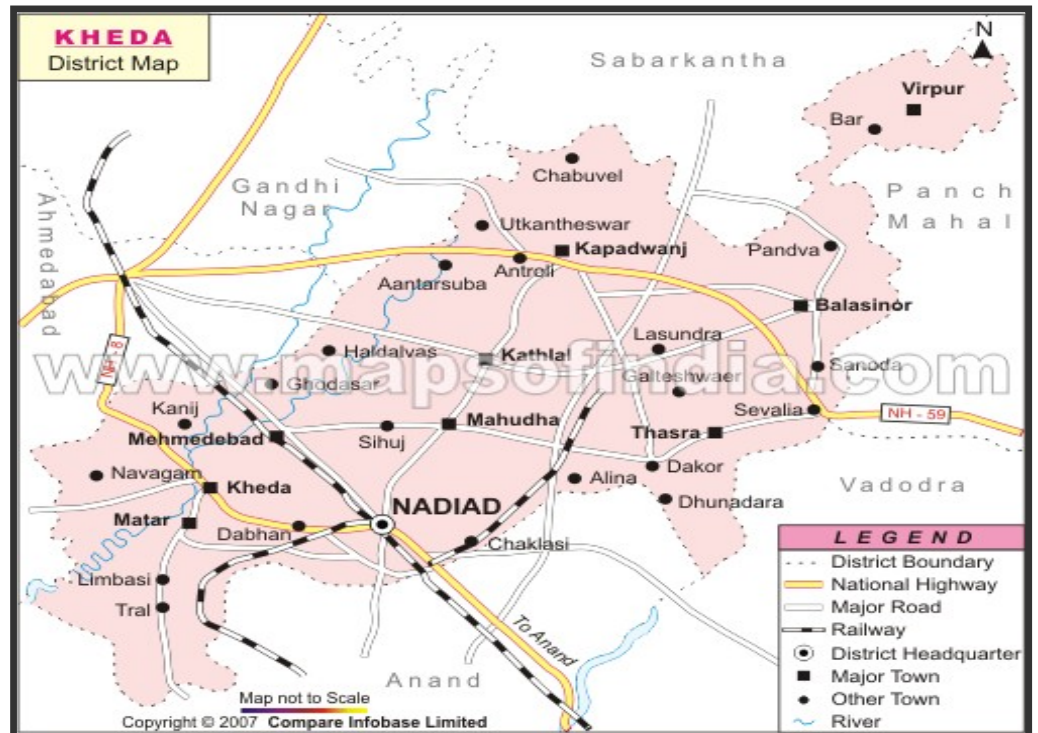 KHEDA
District Map
N
Sabarkantha
Virpur
Bar
Chabuvel
Gandhi
Nagar
Panch
Mahal
Ahmedabad
Utkantheswar
Kapadwanj
Pandva
Antroli
Aantarsuba
Balasinor
Lasundra
NH - 8
Haldalvas
Kathlal
Sanoda
www.mapsofindia.com
Ghodasar
Galteshwaer
Kanij
Sevalia
NH - 59
Mahudha
Mehmedebad
Sihuj
Thasra
Dakor
Navagam
Alina
Kheda
Vadodra
Dhunadara
NADIAD
Matar
Dabhan
Chaklasi
LEGEND
District Boundary
Limbasi
National Highway
Tral
Major Road
To Anand
Railway
District Headquarter
Anand
Major Town
Map not to Scale
Other Town
Copyright © 2007 Compare Infobase Limited
River